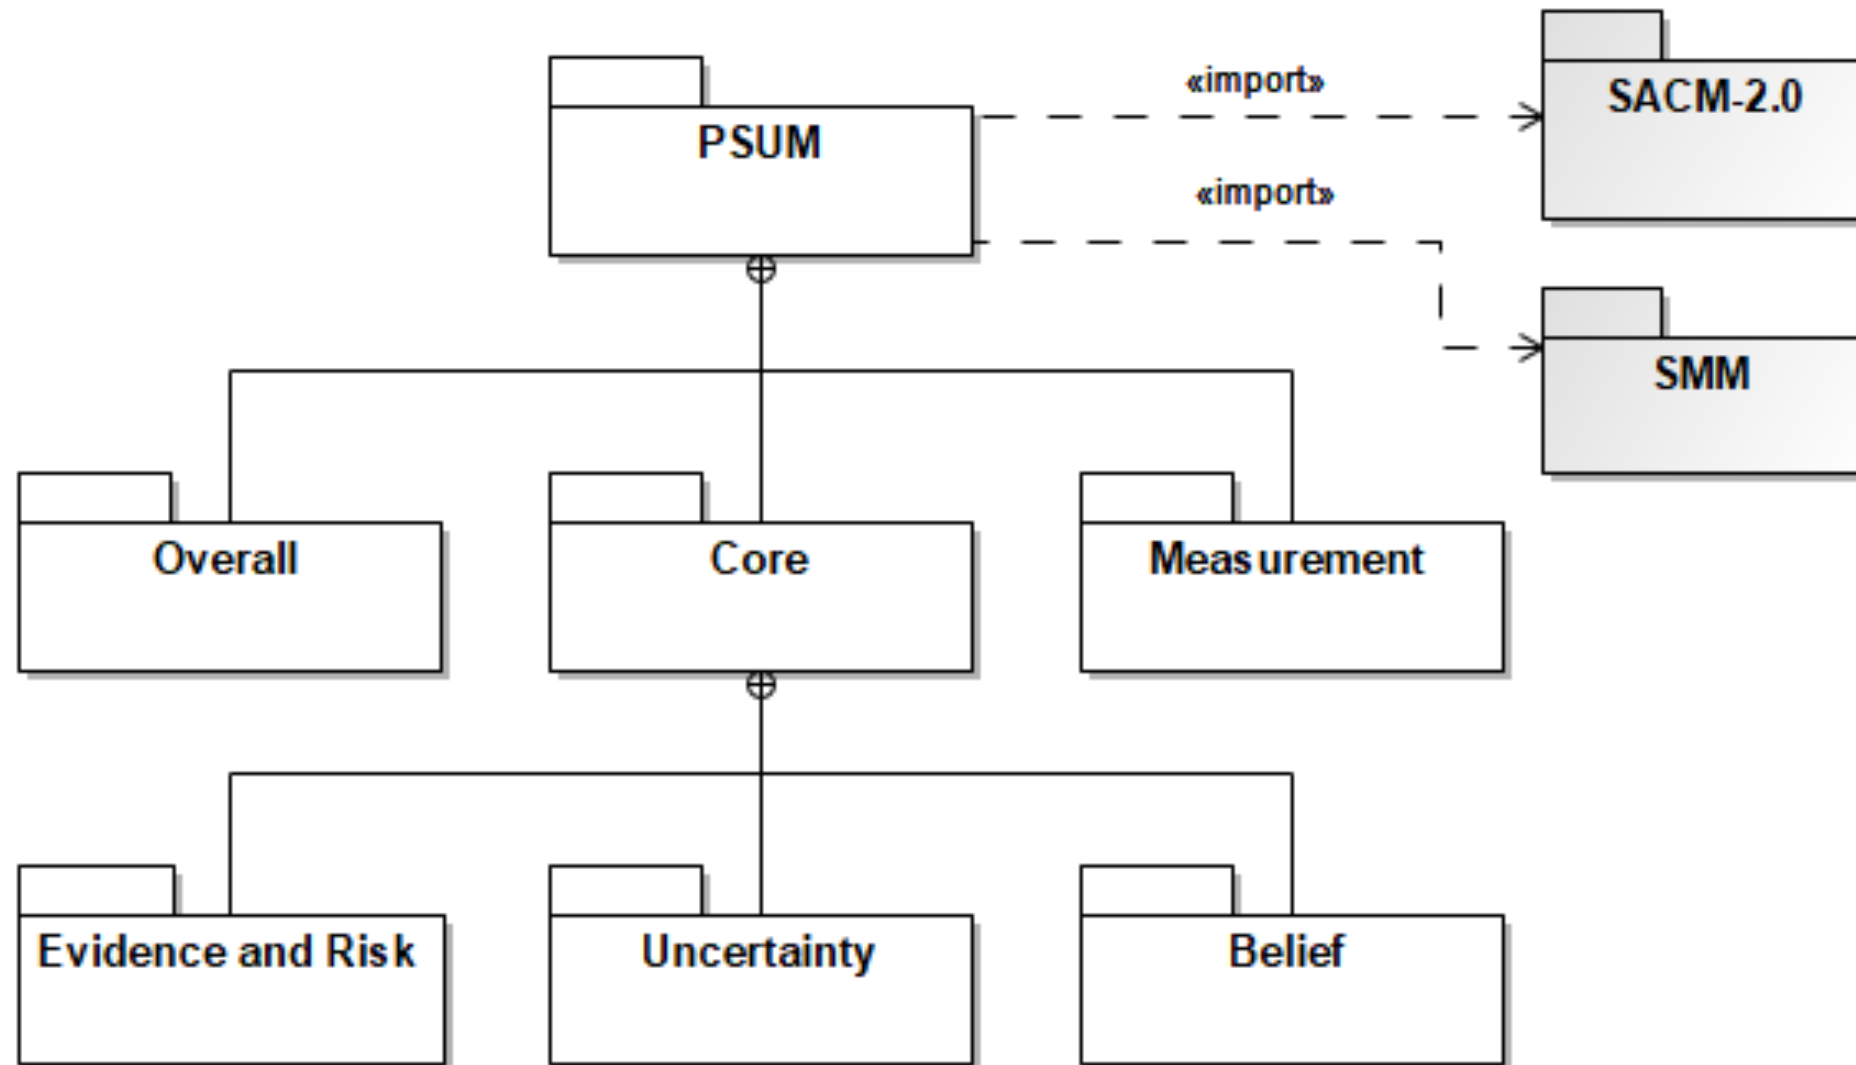 «import»
SACM-2.0
PSUM
«import»
SMM
Overall
Core
Measurement
Evidence and Risk
Uncertainty
Belief